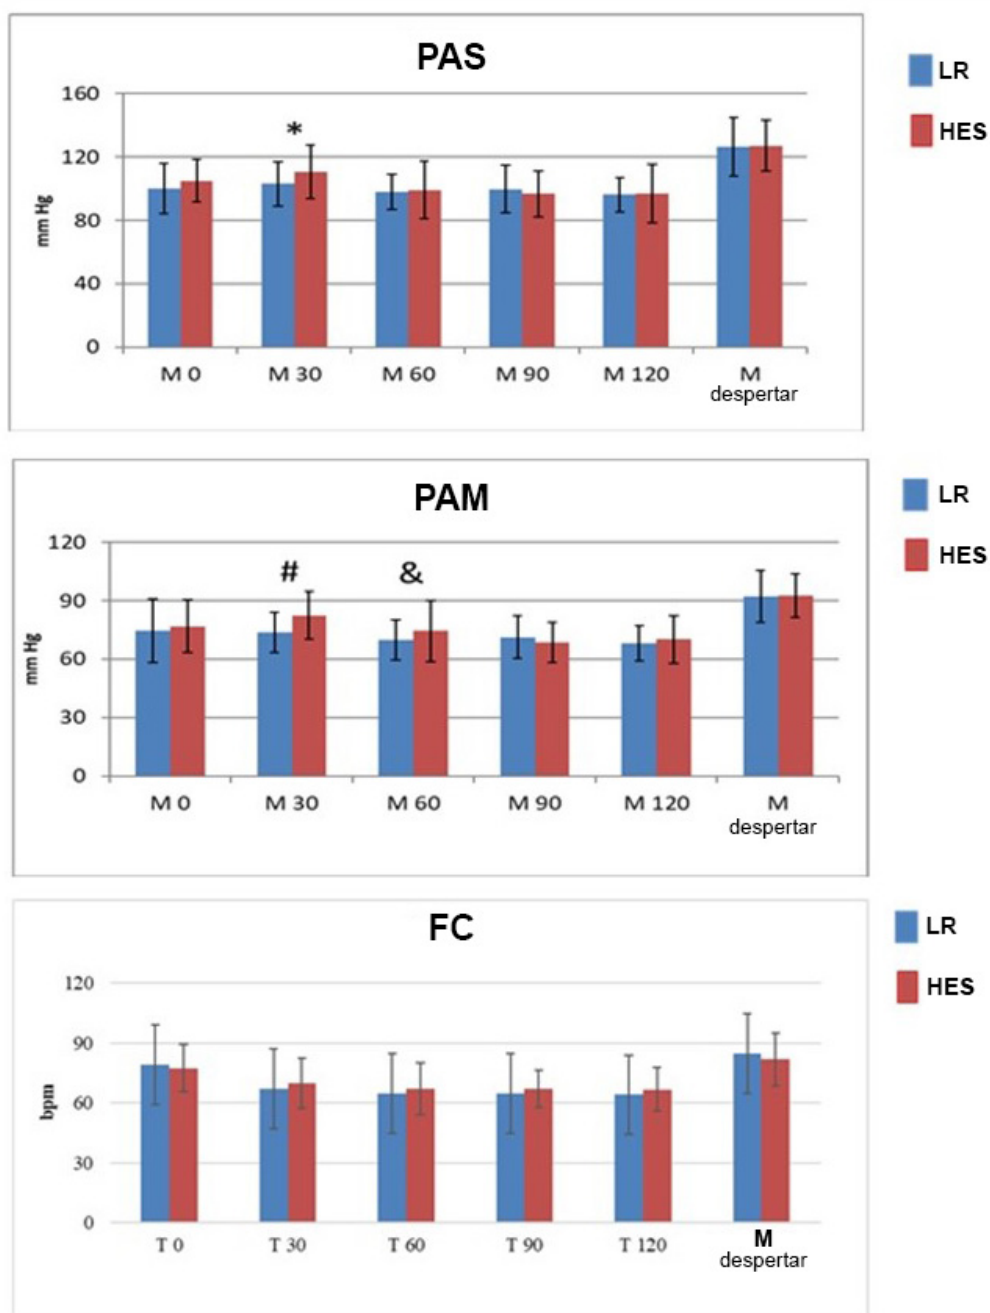 PAS
LR
HES
*
160
120
80
40
0
mm Hg
M 0 M 30 M 60 M 90 M 120 M
despertar
PAM
LR
HES
# &
120
90
60
30
0
mm Hg
M 0 M 30 M 60 M 90 M 120 M
despertar
FC
LR
HES
120
90
60
30
0
bpm
T 0 T 30 T 60 T 90 T 120 M
despertar